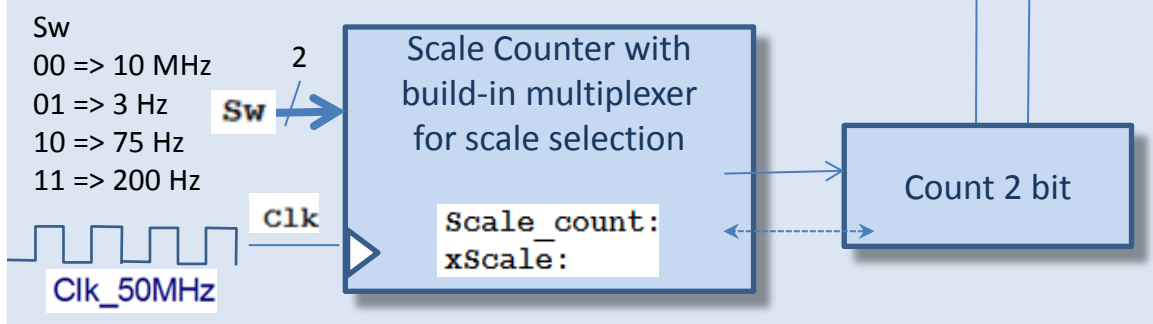 Sw
00 => 10 MHz
01 => 3 Hz
10 => 75 Hz
11 => 200 Hz
2
Sw
Clk
Clk_50MHz
Scale Counter with
build-in multiplexer
for scale selection
Scale_count:
xScale:
Count 2 bit